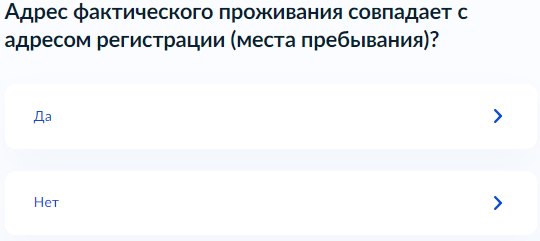 Адрес фактического проживания совпадает с
адресом регистрации (места пребывания)?
Да
Нет